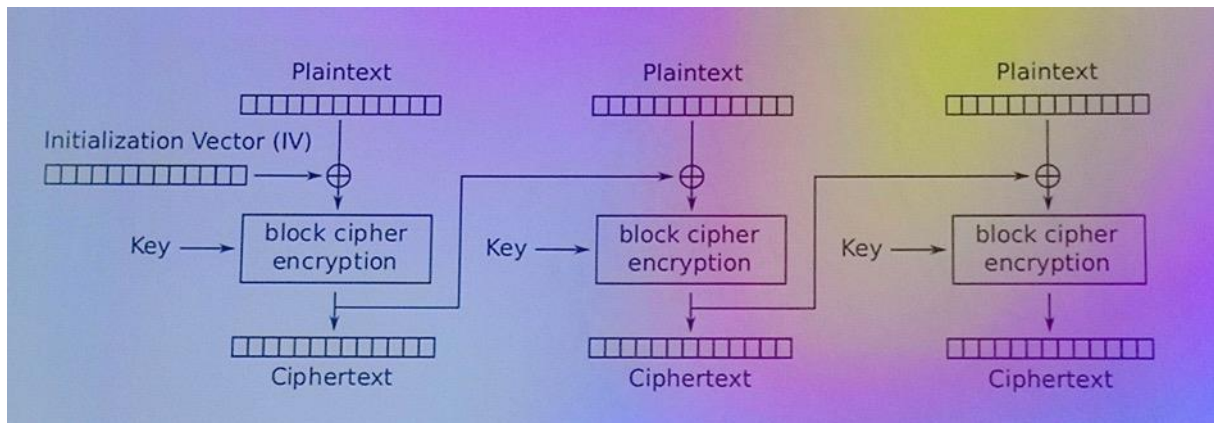 Plaintext
Plaintext
Plaintext
Initialization Vector (IV)
Key
block cipher
encryption
Key
block cipher
encryption
Key
block cipher
encryption
Ciphertext
Ciphertext
Ciphertext